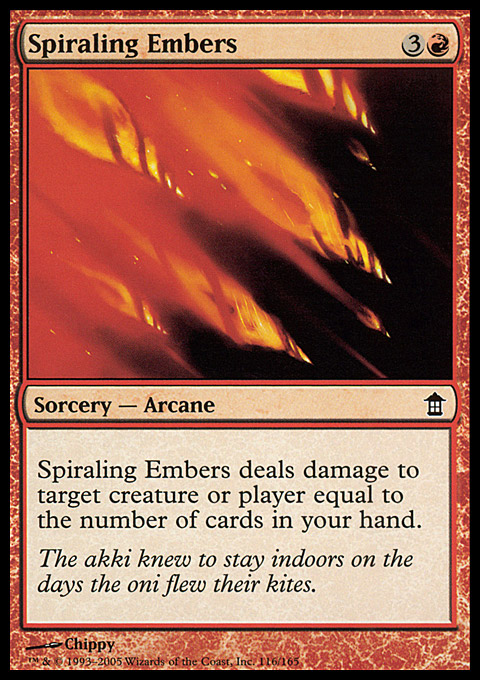 Spiraling Embers 3
Sorcery — Arcane
Spiraling Embers deals damage to
target creature or player equal to
the number of cards in your hand.
The akki knew to stay indoors on the
days the oni flew their kites.
Chippy
™ & © 1993–2005 Wizards of the Coast, Inc. 116/165